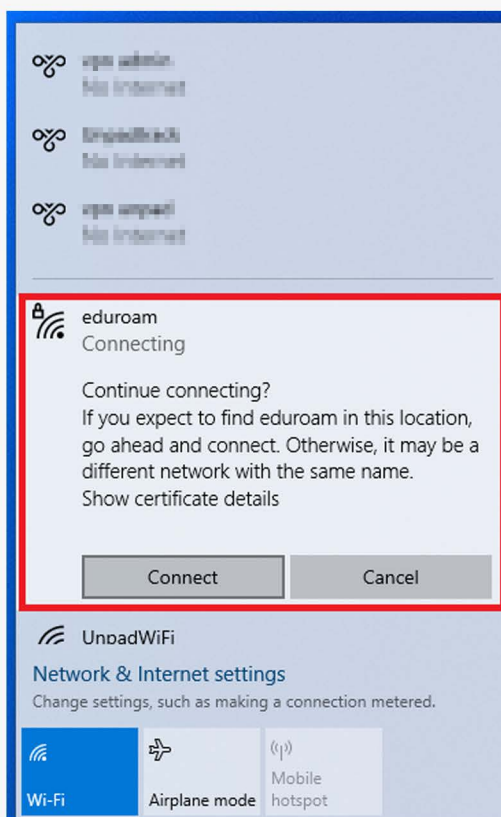 eduroam
Connecting
Continue connecting?
If you expect to find eduroam in this location,
go ahead and connect. Otherwise, it may be a
different network with the same name.
Show certificate details
Connect
Cancel
UnpadWiFi
Network & Internet settings
Change settings, such as making a connection metered.
Wi-Fi
Airplane mode
Mobile
hotspot